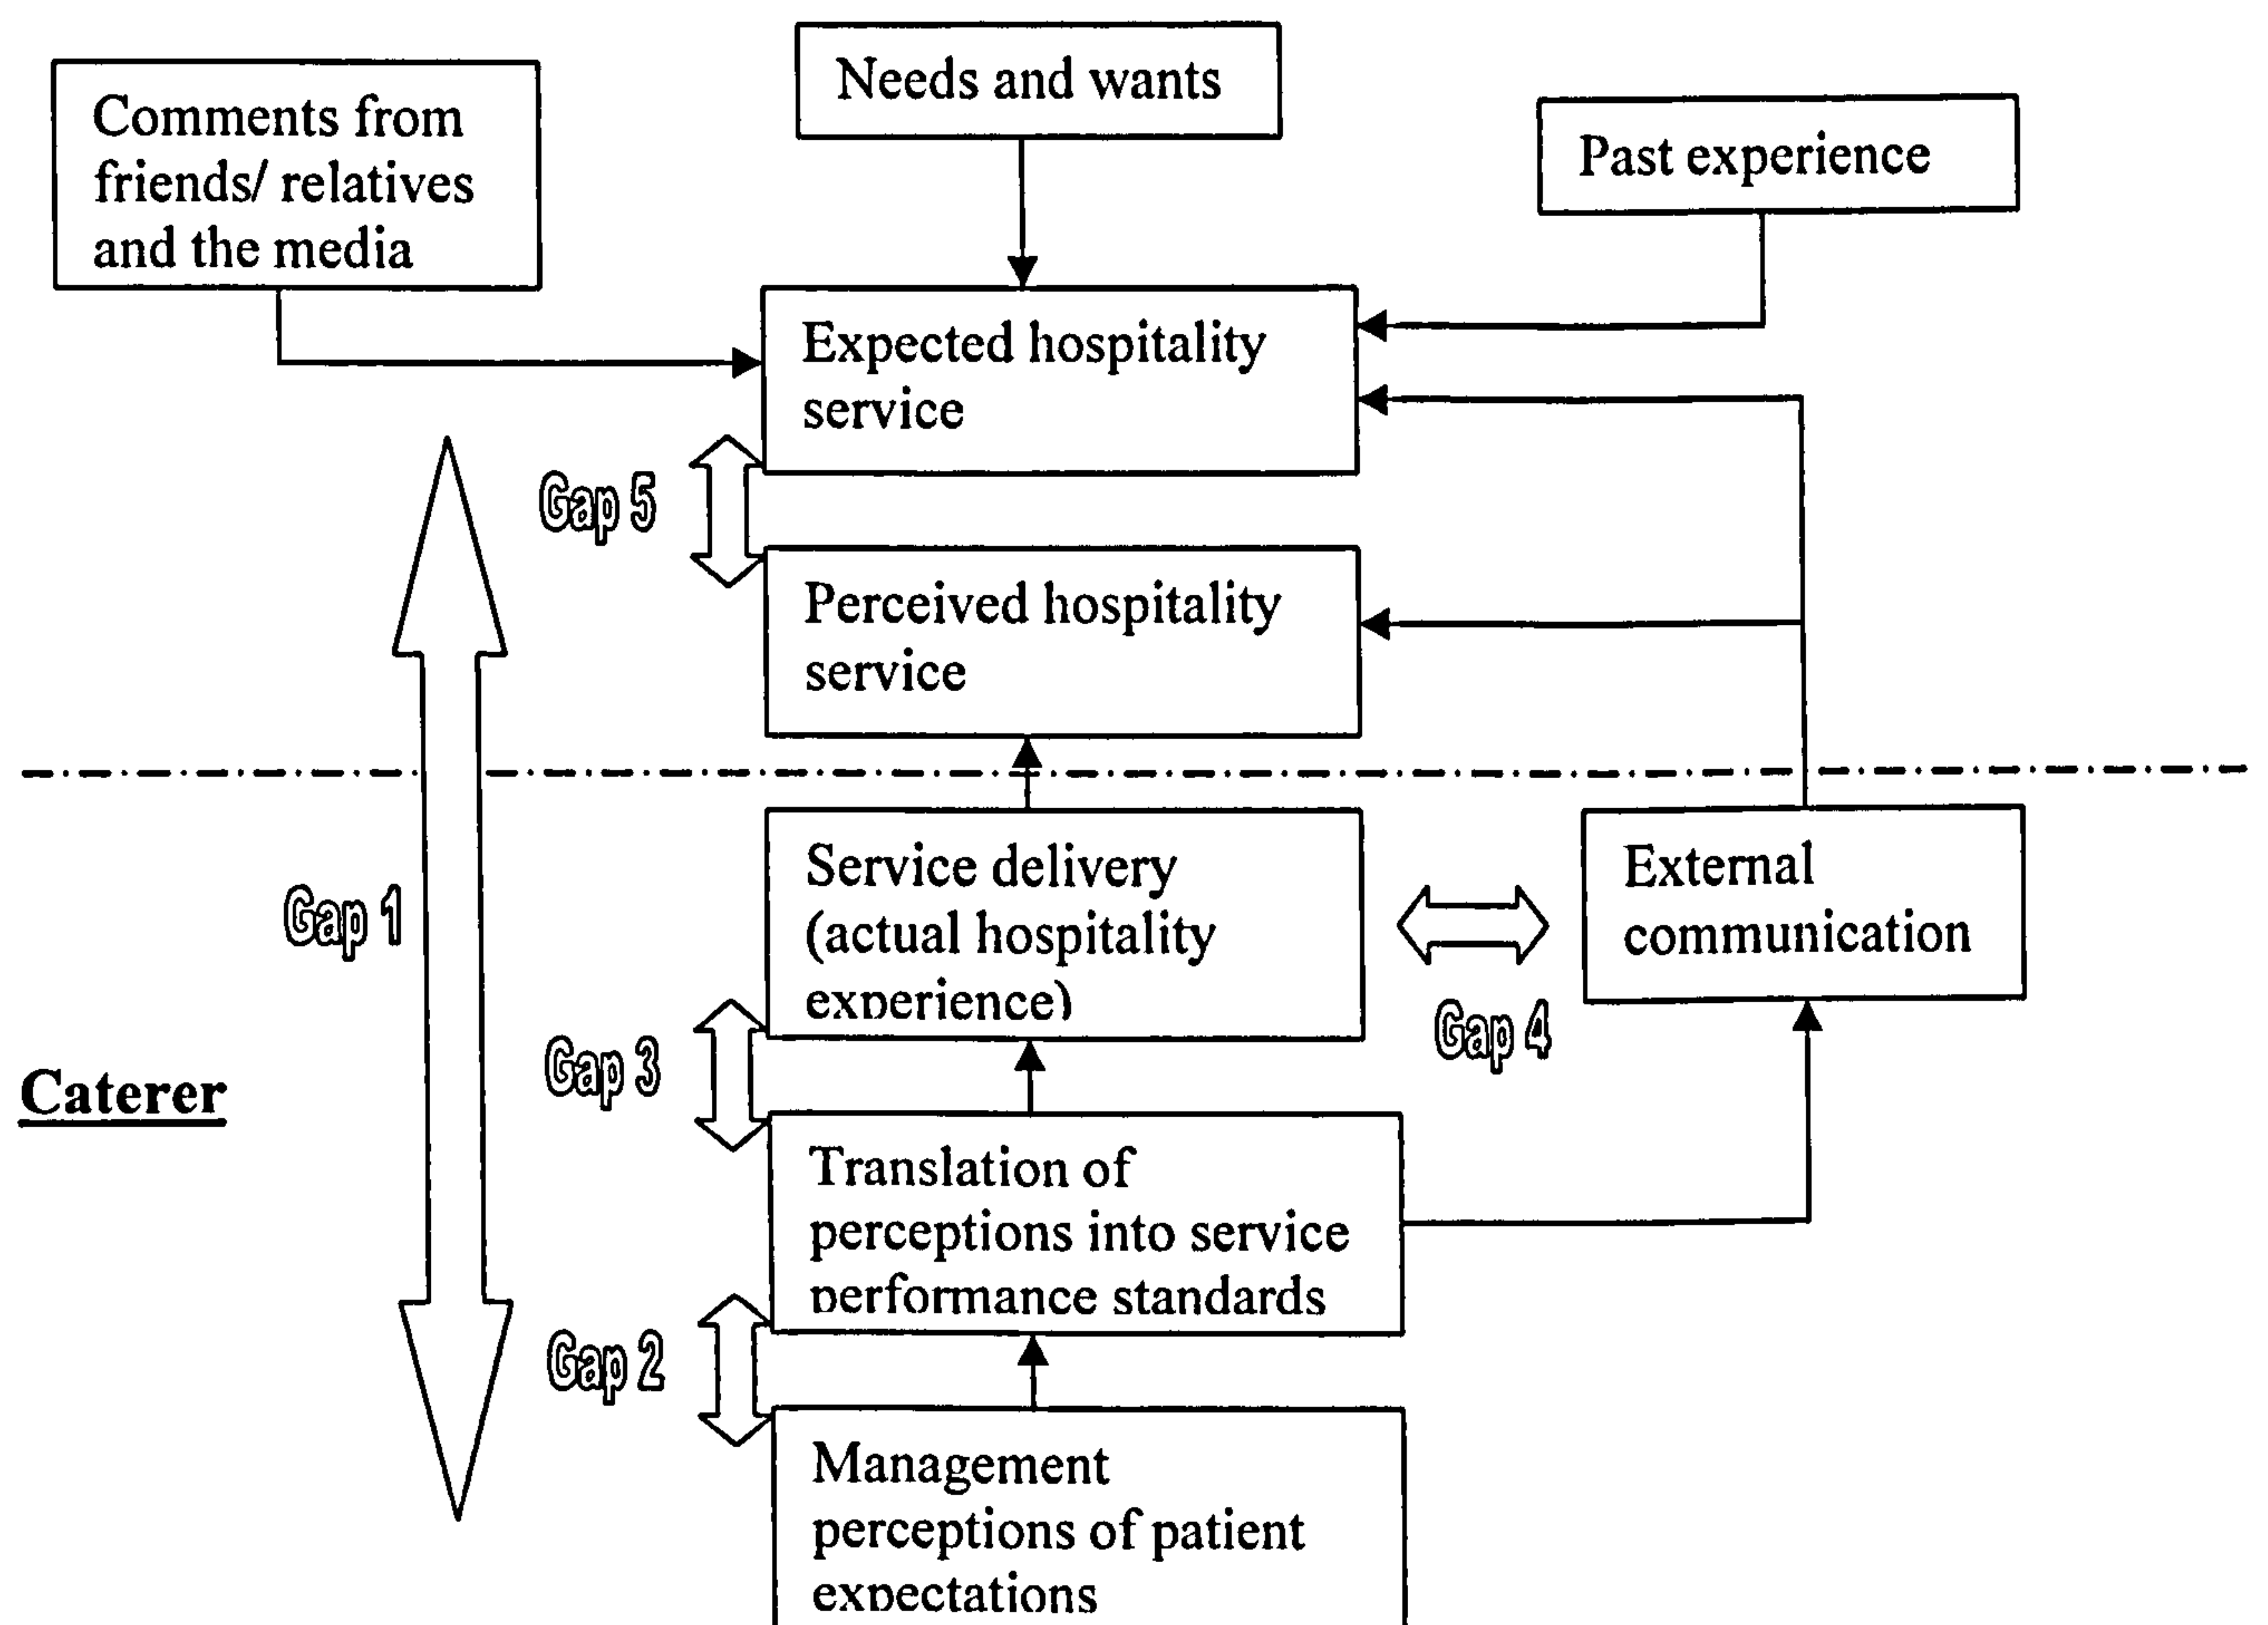 Needs and wants
Comments from
friends/ relatives
and the media
Past experience
Expected hospitality
service
Gap 5
Perceived hospitality
service
Gap 1
Service delivery
(actual hospitality
experience)
External
communication
Gap 4
Gap 3
Caterer
Translation of
perceptions into service
performance standards
Gap 2
Management
perceptions of patient
expectations